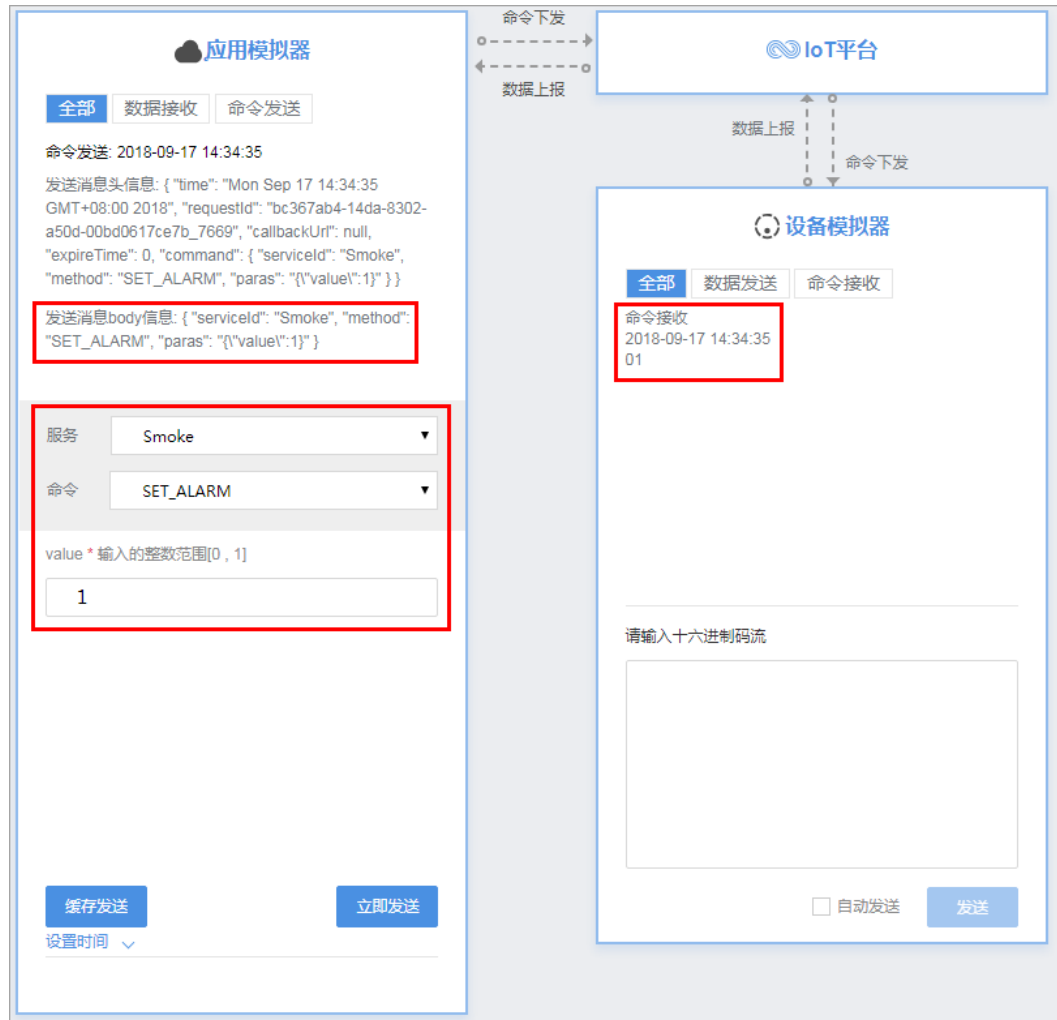 应用模拟器
全部 数据接收 命令发送
命令发送: 2018-09-17 14:34:35
发送消息头信息: { "time": "Mon Sep 17 14:34:35
GMT+08:00 2018", "requestId": "bc367ab4-14da-8302-
a50d-00bd0617ce7b_7669", "callbackUrl": null,
"expireTime": 0, "command": { "serviceId": "Smoke",
"method": "SET_ALARM", "paras": "{\"value\":1}" } }
发送消息body信息: { "serviceId": "Smoke", "method":
"SET_ALARM", "paras": "{\"value\":1}" }
服务 Smoke
命令 SET_ALARM
value * 输入的整数范围[0 , 1]
1
缓存发送 立即发送
设置时间
命令下发
数据上报
IoT平台
数据上报
命令下发
设备模拟器
全部 数据发送 命令接收
命令接收
2018-09-17 14:34:35
01
请输入十六进制码流
自动发送 发送